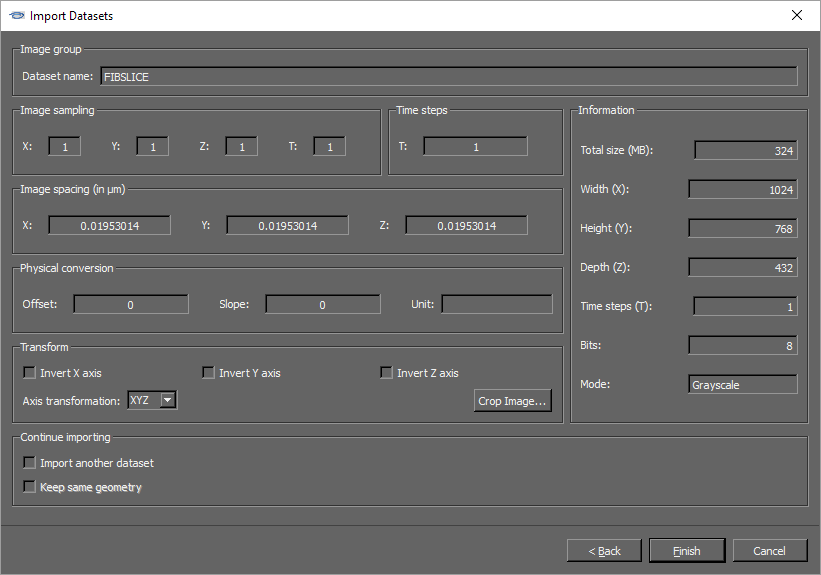 Import Datasets
Image group
Dataset name: FIBSLICE
Image sampling
X: 1 Y: 1 Z: 1 T: 1
Time steps
T: 1
Image spacing (in µm)
X: 0.01953014 Y: 0.01953014 Z: 0.01953014
Physical conversion
Offset: 0 Slope: 0 Unit:
Transform
Invert X axis Invert Y axis Invert Z axis
Axis transformation: XYZ Crop Image...
Information
Total size (MB): 324
Width (X): 1024
Height (Y): 768
Depth (Z): 432
Time steps (T): 1
Bits: 8
Mode: Grayscale
Continue importing
Import another dataset
Keep same geometry
< Back Finish Cancel